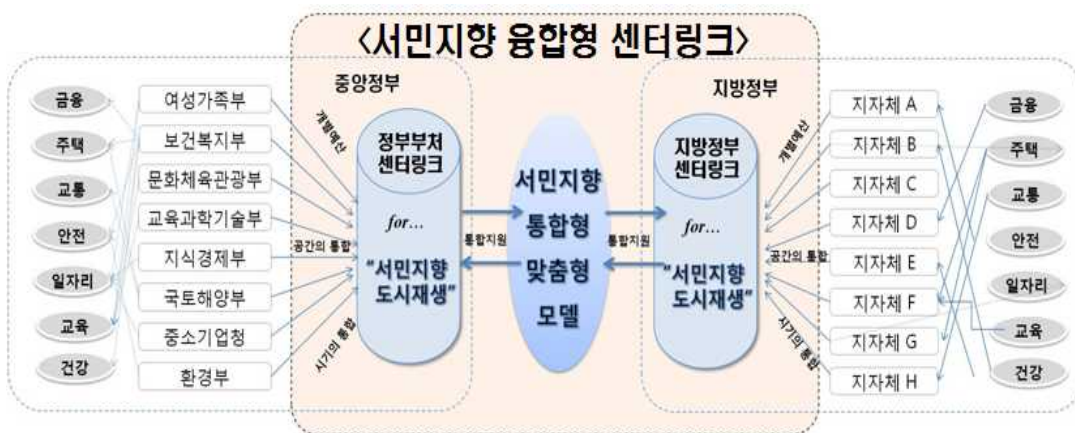 <서민지향 융합형 센터링크>
중앙정부
지방정부
금융
주택
교통
안전
일자리
교육
건강
여성가족부
보건복지부
문화체육관광부
교육과학기술부
지식경제부
국토해양부
중소기업청
환경부
개별예산
공간의 통합
시기의 통합
정부부처
센터링크
for...
"서민지향
도시재생"
통합지원
서민지향
통합형
맞춤형
모델
통합지원
지방정부
센터링크
for...
"서민지향
도시재생"
개별예산
공간의 통합
시기의 통합
지자체 A
지자체 B
지자체 C
지자체 D
지자체 E
지자체 F
지자체 G
지자체 H
금융
주택
교통
안전
일자리
교육
건강